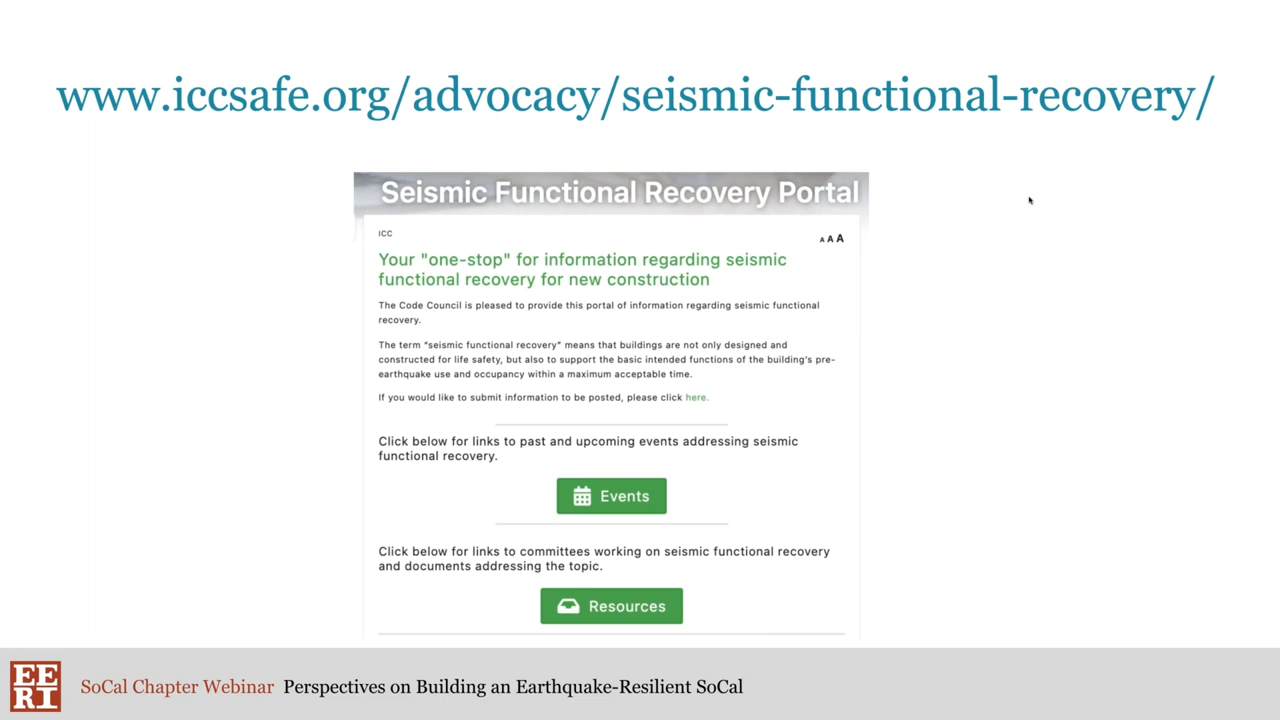 www.iccsafe.org/advocacy/seismic-functional-recovery/
Seismic Functional Recovery Portal
ICC
A A A
Your "one-stop" for information regarding seismic
functional recovery for new construction
The Code Council is pleased to provide this portal of information regarding seismic functional
recovery.
The term “seismic functional recovery” means that buildings are not only designed and
constructed for life safety, but also to support the basic intended functions of the building's pre-
earthquake use and occupancy within a maximum acceptable time.
If you would like to submit information to be posted, please click here.
Click below for links to past and upcoming events addressing seismic
functional recovery.
Events
Click below for links to committees working on seismic functional recovery
and documents addressing the topic.
Resources
EE
RI
SoCal Chapter Webinar Perspectives on Building an Earthquake-Resilient SoCal